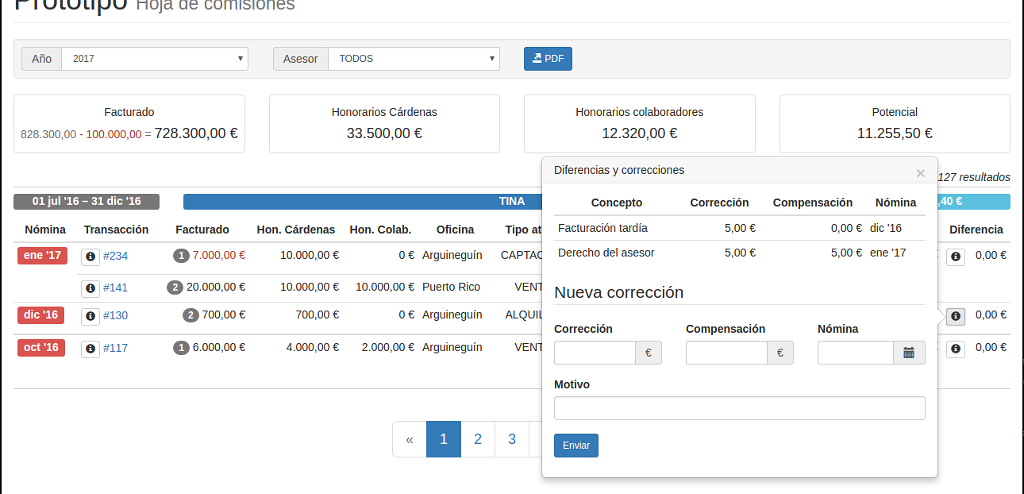 Prototipo Hoja de comisiones
Año 2017 Asesor TODOS PDF
Facturado Honorarios Cárdenas Honorarios colaboradores Potencial
828.300,00 - 100.000,00 = 728.300,00 € 33.500,00 € 12.320,00 € 11.255,50 €
127 resultados
01 jul '16 – 31 dic '16 TINA ,40 €
Nómina Transacción Facturado Hon. Cárdenas Hon. Colab. Oficina Tipo at Diferencia
ene '17 #234 1 7.000,00 € 10.000,00 € 0 € Arguineguín CAPTAC 0,00 €
#141 2 20.000,00 € 10.000,00 € 10.000,00 € Puerto Rico VENT
dic '16 #130 2 700,00 € 700,00 € 0 € Arguineguín ALQUIL 0,00 €
oct '16 #117 1 6.000,00 € 4.000,00 € 2.000,00 € Arguineguín VENT 0,00 €
« 1 2 3
Diferencias y correcciones ×
Concepto Corrección Compensación Nómina
Facturación tardía 5,00 € 0,00 € dic '16
Derecho del asesor 5,00 € 5,00 € ene '17
Nueva corrección
Corrección Compensación Nómina
€ €
Motivo
Enviar